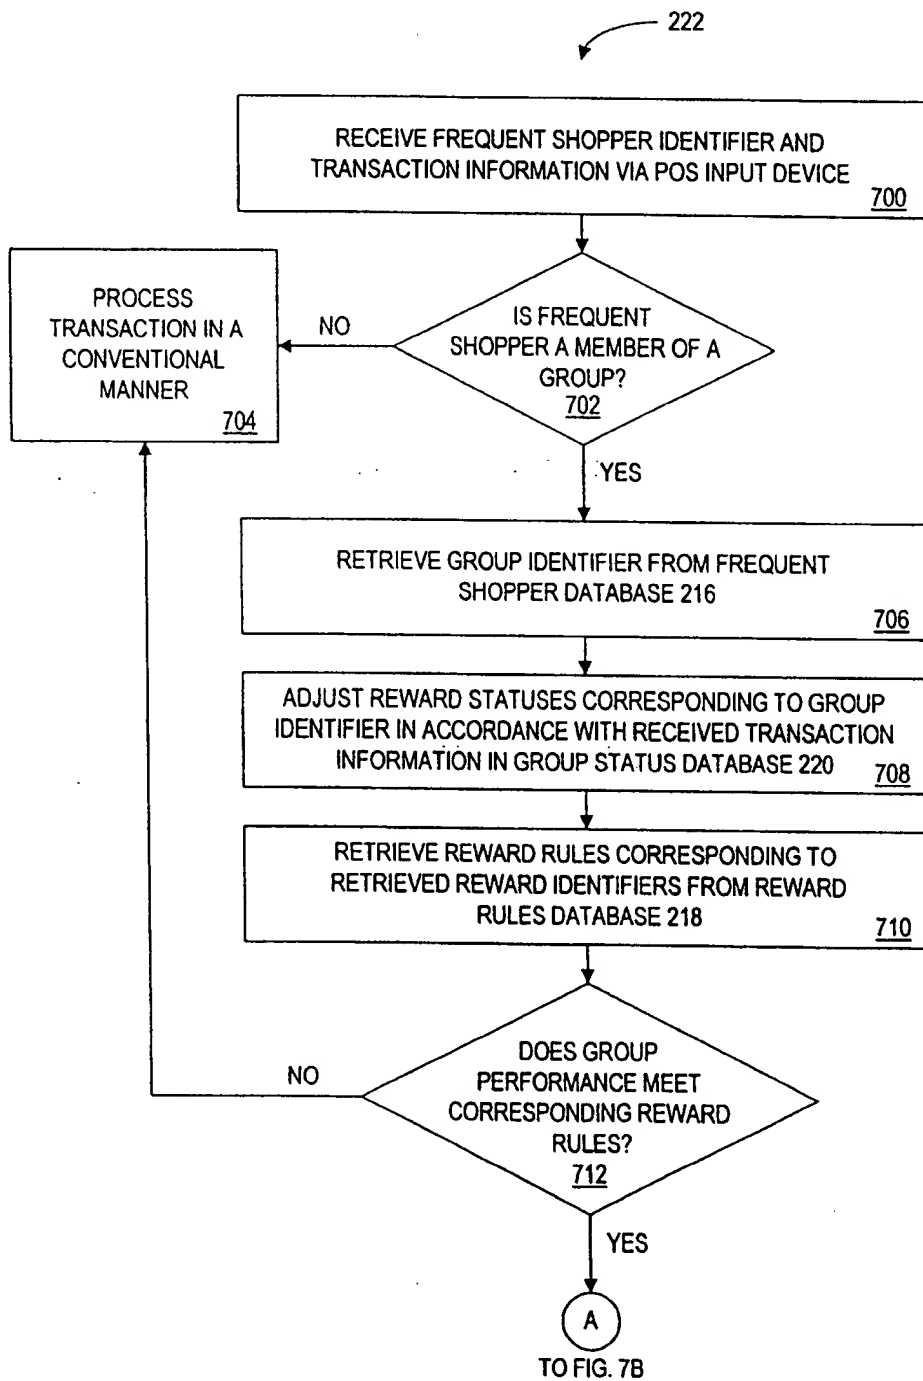 222
RECEIVE FREQUENT SHOPPER IDENTIFIER AND
TRANSACTION INFORMATION VIA POS INPUT DEVICE
700
IS FREQUENT
SHOPPER A MEMBER OF A
GROUP?
702
NO
PROCESS
TRANSACTION IN A
CONVENTIONAL
MANNER
704
YES
RETRIEVE GROUP IDENTIFIER FROM FREQUENT
SHOPPER DATABASE 216
706
ADJUST REWARD STATUSES CORRESPONDING TO GROUP
IDENTIFIER IN ACCORDANCE WITH RECEIVED TRANSACTION
INFORMATION IN GROUP STATUS DATABASE 220
708
RETRIEVE REWARD RULES CORRESPONDING TO
RETRIEVED REWARD IDENTIFIERS FROM REWARD
RULES DATABASE 218
710
DOES GROUP
PERFORMANCE MEET
CORRESPONDING REWARD
RULES?
712
NO
YES
A
TO FIG. 7B